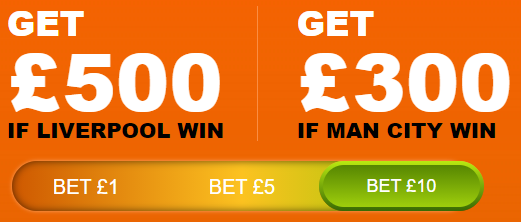 GET
£500
IF LIVERPOOL WIN
GET
£300
IF MAN CITY WIN
BET £1
BET £5
BET £10